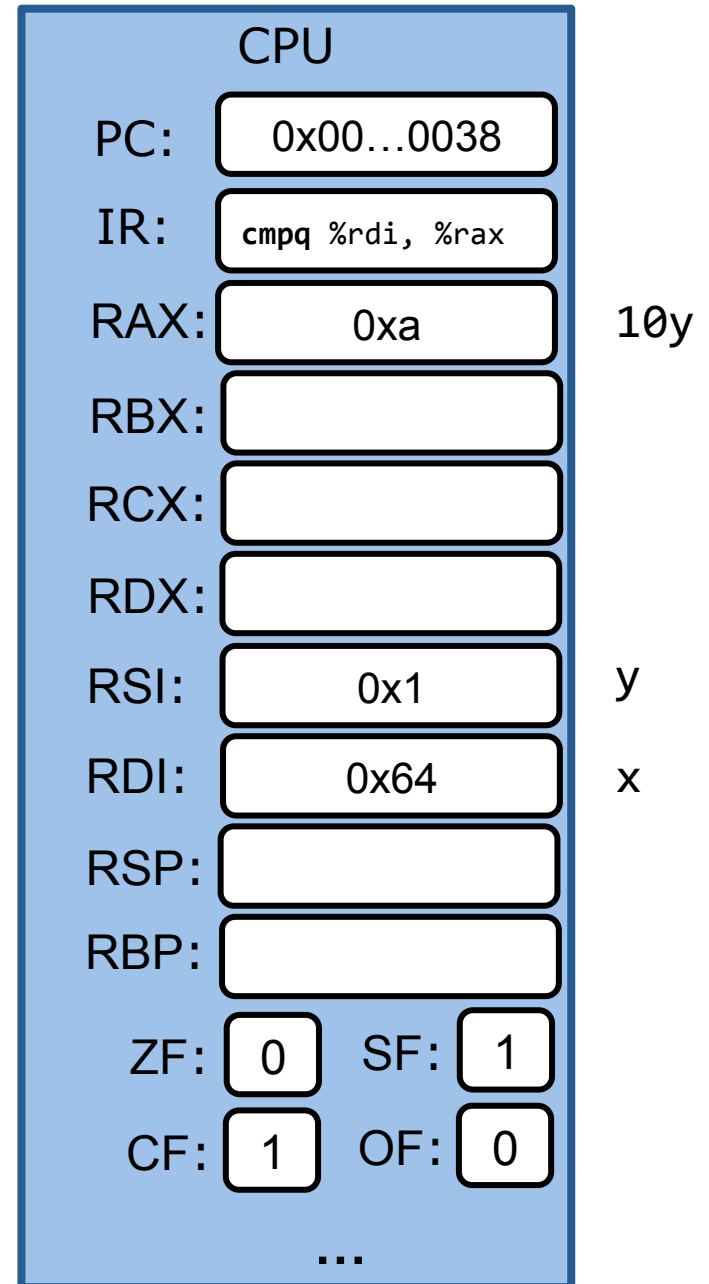 CPU
PC: 0x00...0038
IR: cmpq %rdi, %rax
RAX: 0xa 10y
RBX:
RCX:
RDX:
RSI: 0x1 y
RDI: 0x64 x
RSP:
RBP:
ZF: 0 SF: 1
CF: 1 OF: 0
...